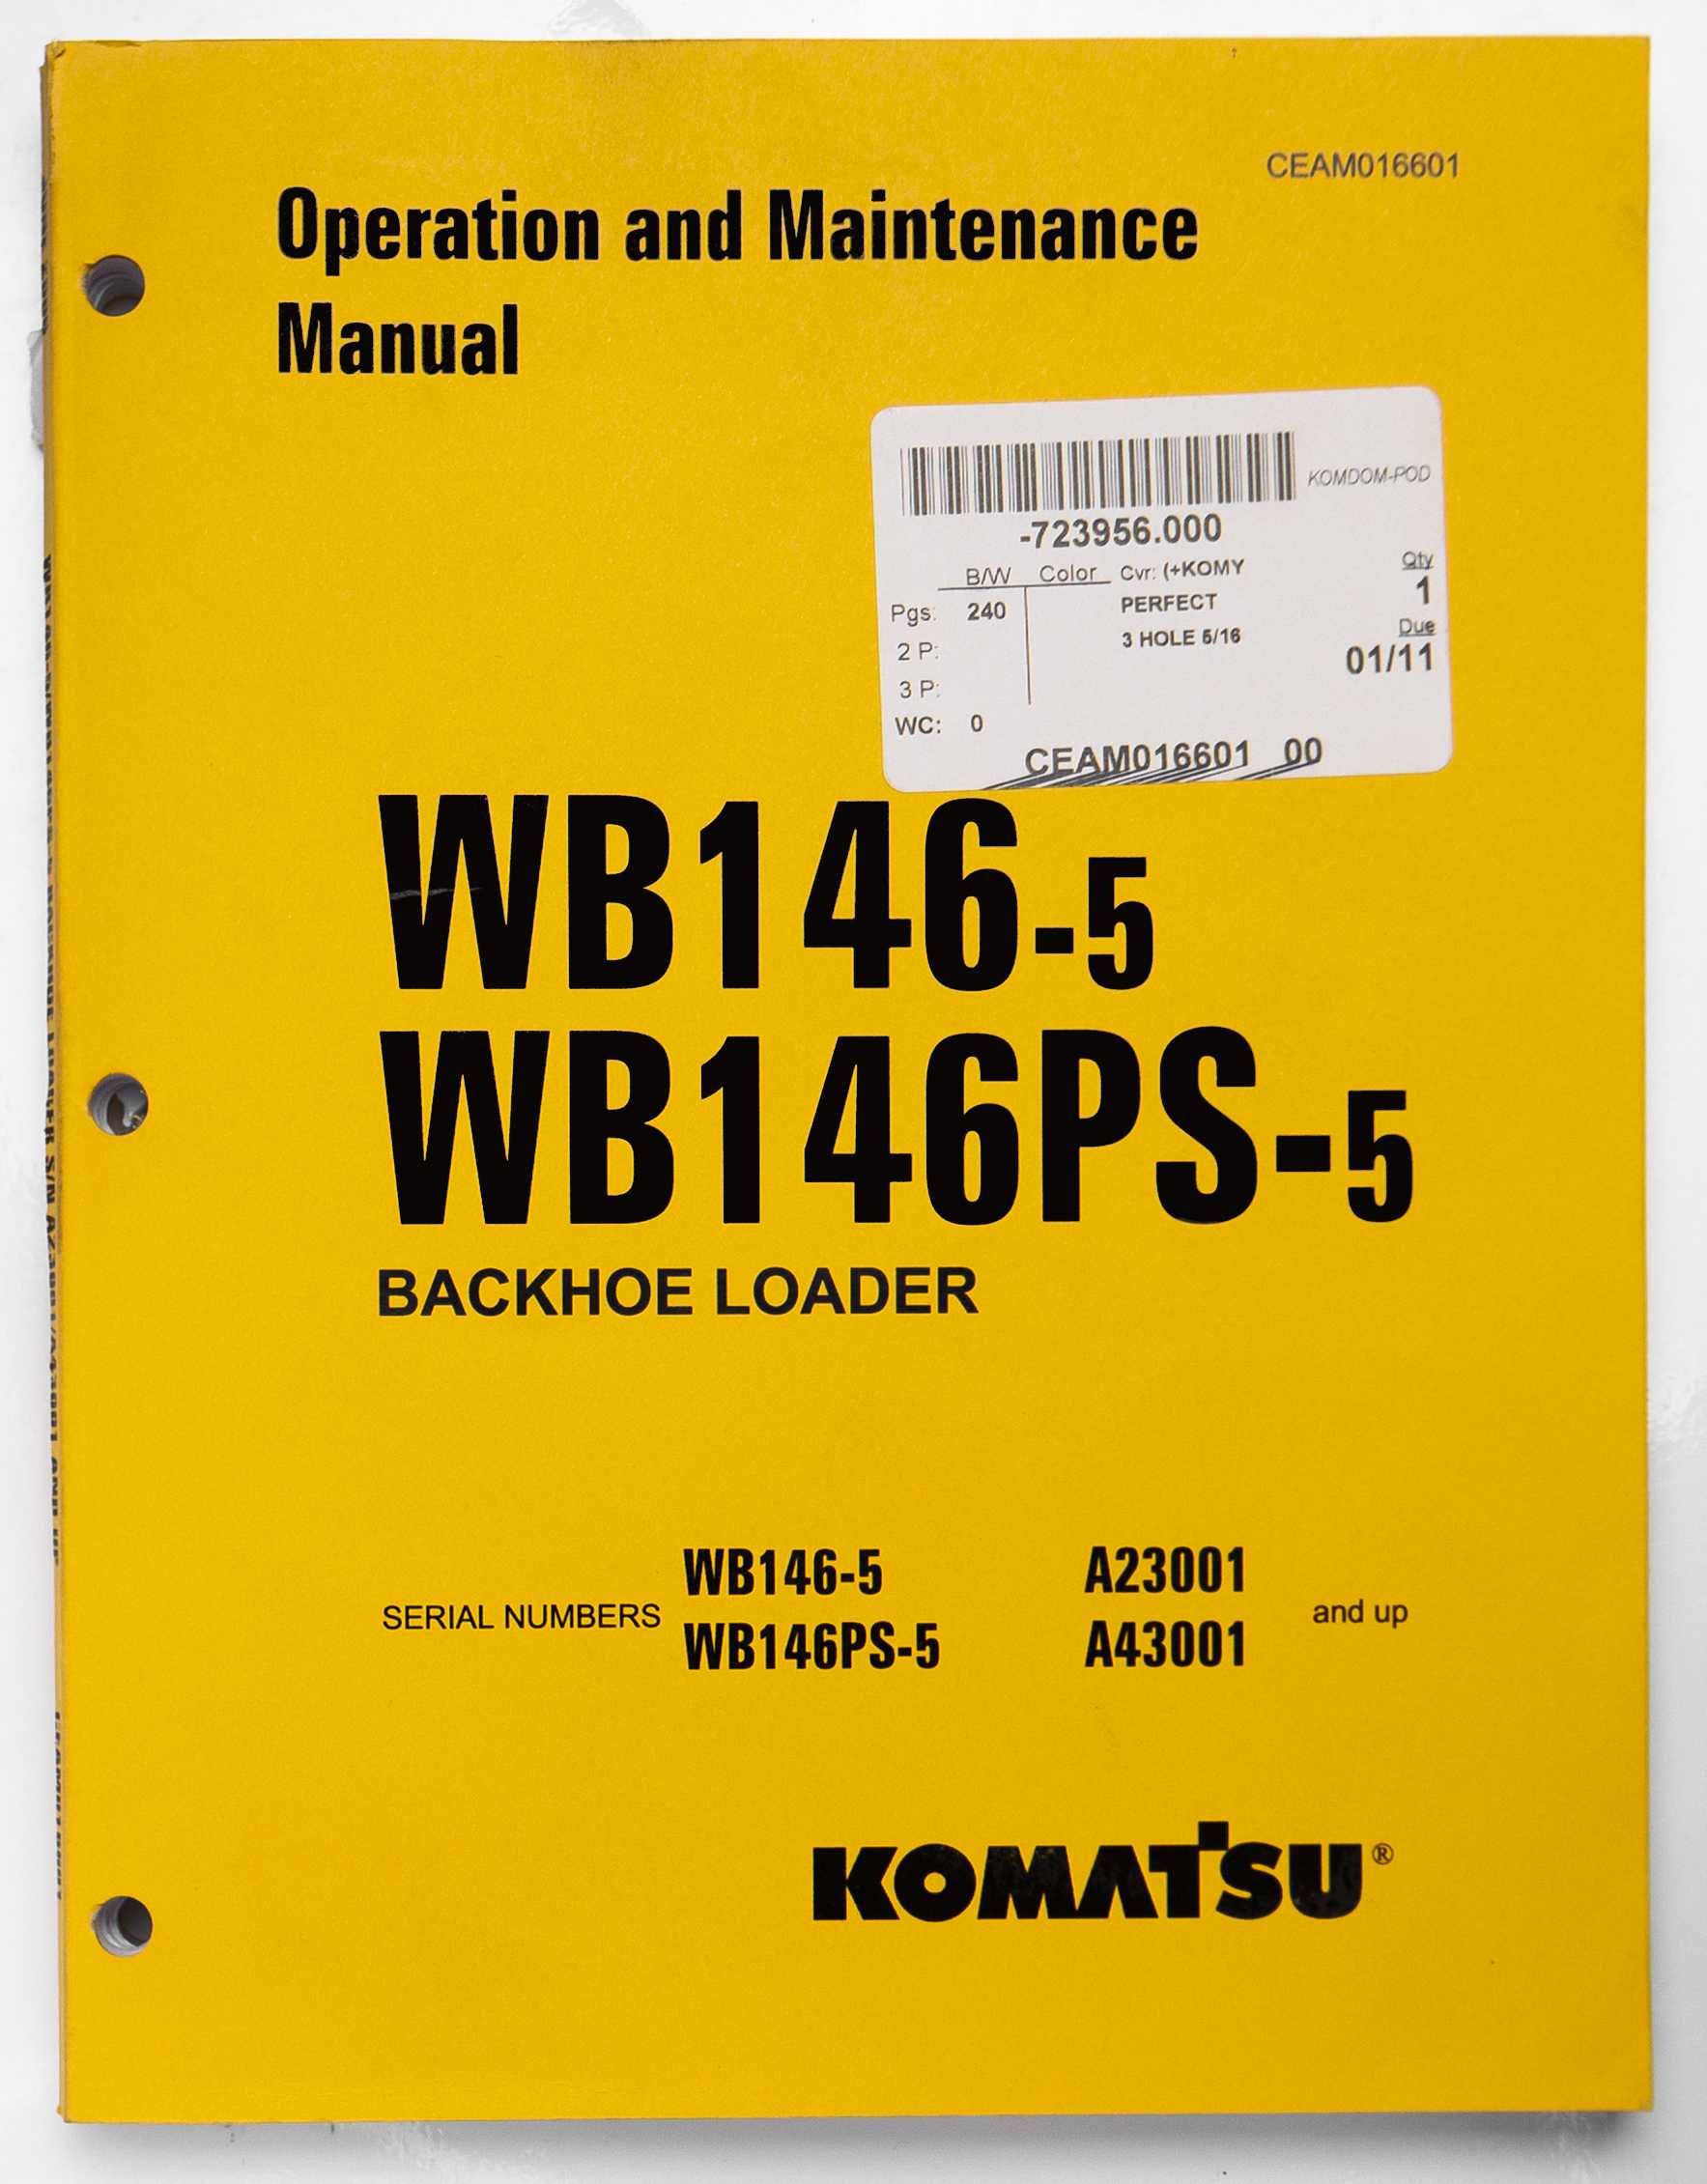 CEAM016601
Operation and Maintenance
Manual
KOMDOM-POD
-723956.000
B/W Color Cvr: (+KOMY Qty
Pgs: 240 PERFECT 1
2 P: 3 HOLE 5/16 Due
3 P: 01/11
WC: 0
CEAM016601 00
WB146-5
WB146PS-5
BACKHOE LOADER
SERIAL NUMBERS
WB146-5 A23001
WB146PS-5 A43001
and up
KOMATSU®